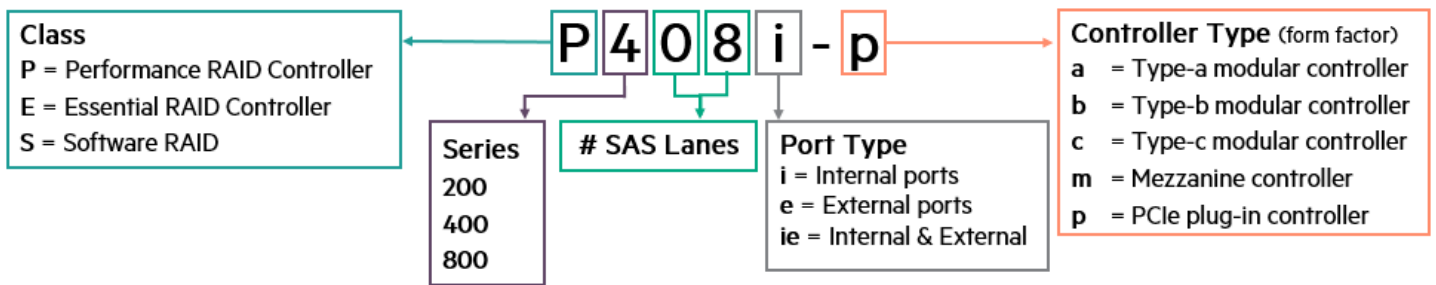 P408i-p
Class
P = Performance RAID Controller
E = Essential RAID Controller
S = Software RAID
Series
200
400
800
# SAS Lanes
Port Type
i = Internal ports
e = External ports
ie = Internal & External
Controller Type (form factor)
a = Type-a modular controller
b = Type-b modular controller
c = Type-c modular controller
m = Mezzanine controller
p = PCIe plug-in controller